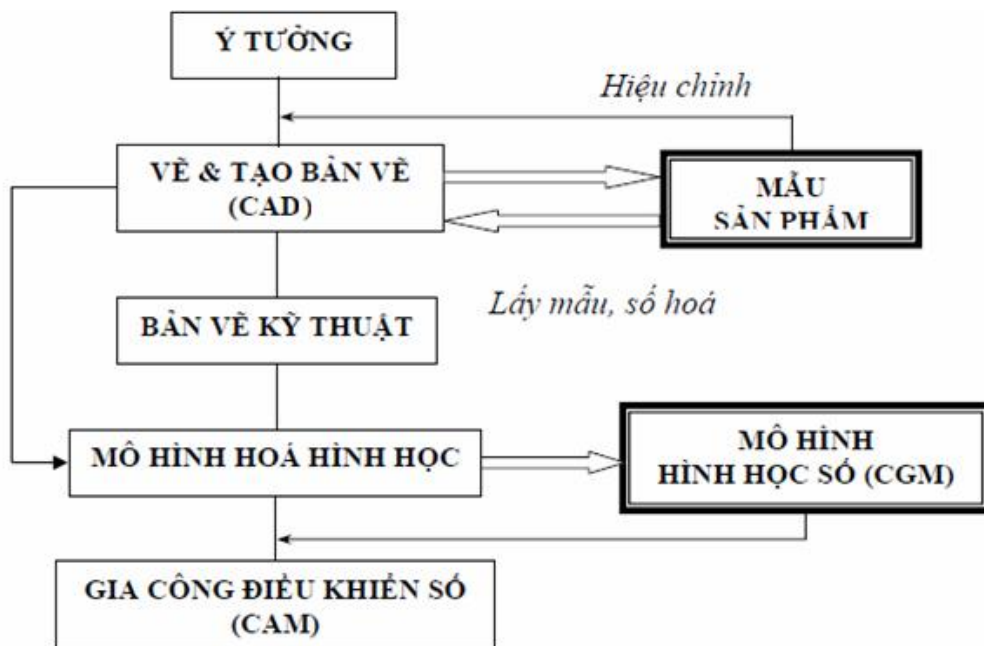 Ý TƯỞNG
Hiệu chỉnh
VẼ & TẠO BẢN VẼ
(CAD)
MẪU
SẢN PHẨM
Lấy mẫu, số hoá
BẢN VẼ KỸ THUẬT
MÔ HÌNH HOÁ HÌNH HỌC
MÔ HÌNH
HÌNH HỌC SỐ (CGM)
GIA CÔNG ĐIỀU KHIỂN SỐ
(CAM)